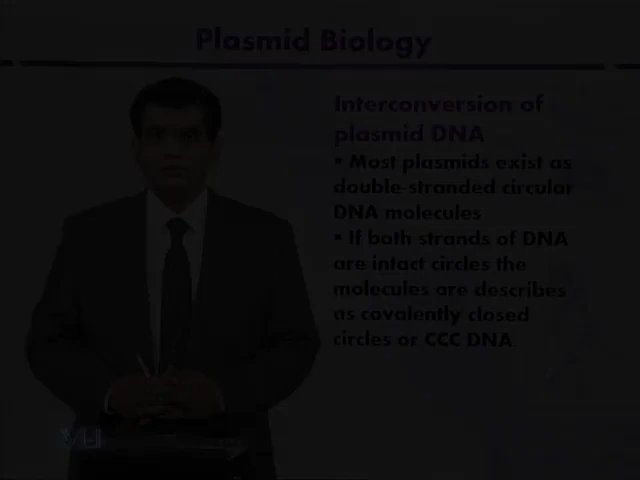 Plasmid Biology
Interconversion of
plasmid DNA
▪ Most plasmids exist as
double-stranded circular
DNA molecules
▪ If both strands of DNA
are intact circles the
molecules are describes
as covalently closed
circles or CCC DNA
VU